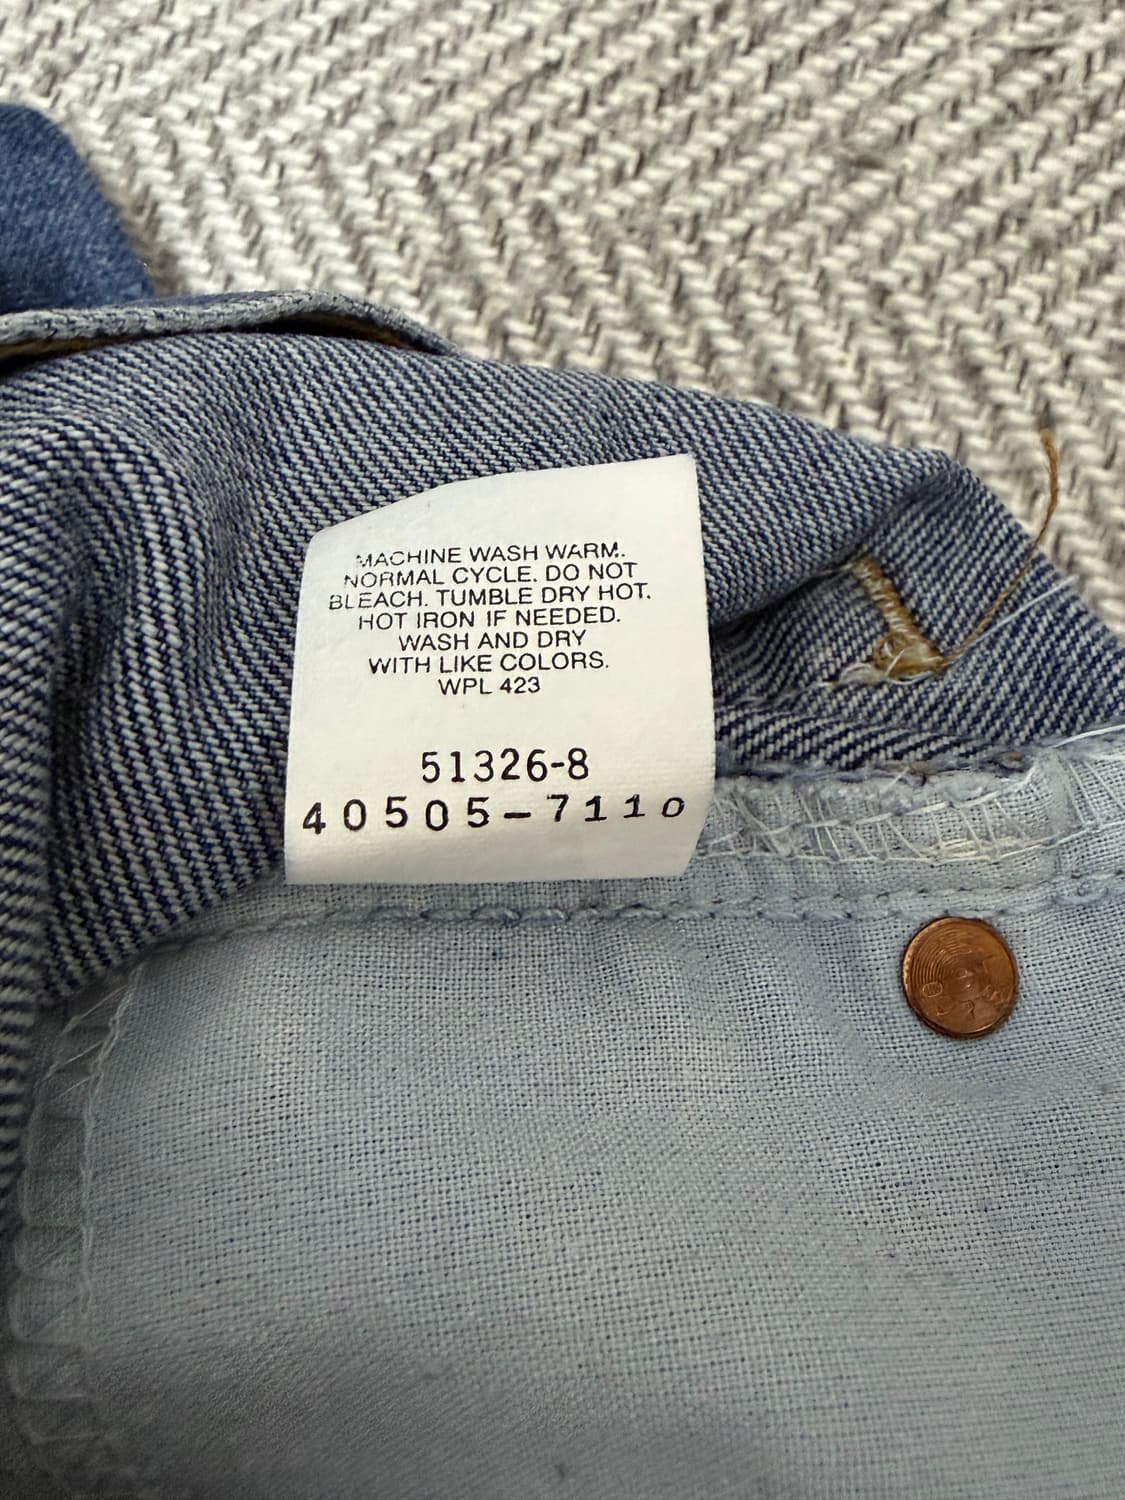 MACHINE WASH WARM.
NORMAL CYCLE. DO NOT
BLEACH. TUMBLE DRY HOT.
HOT IRON IF NEEDED.
WASH AND DRY
WITH LIKE COLORS.
WPL 423
51326-8
40505-7110